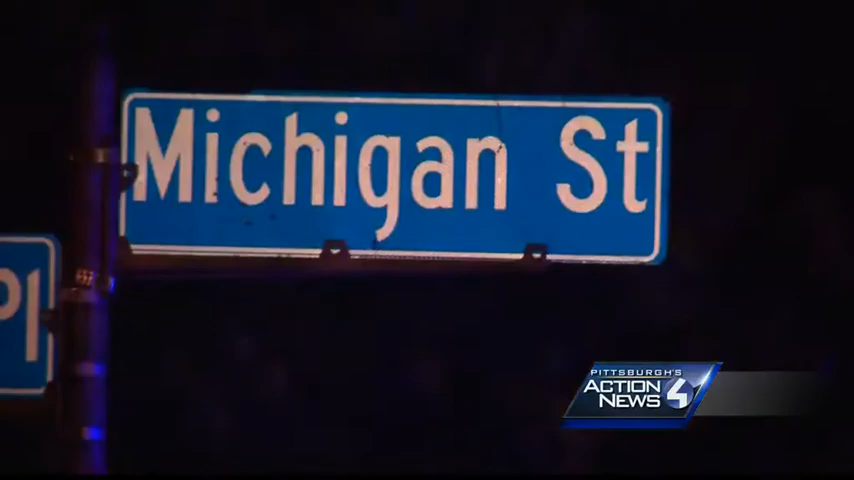 Michigan St
Pl
PITTSBURGH'S
ACTION
NEWS 4